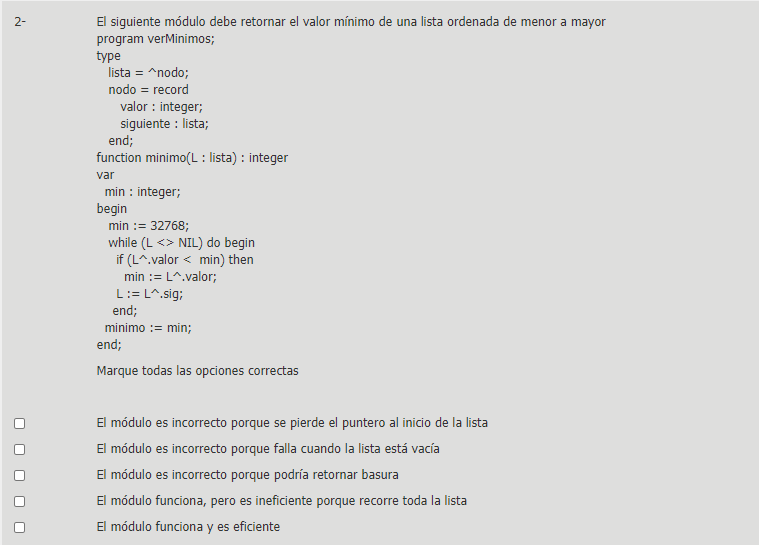 2- El siguiente módulo debe retornar el valor mínimo de una lista ordenada de menor a mayor
program verMinimos;
type
lista = ^nodo;
nodo = record
valor : integer;
siguiente : lista;
end;
function minimo(L : lista) : integer
var
min : integer;
begin
min := 32768;
while (L <> NIL) do begin
if (L^.valor < min) then
min := L^.valor;
L := L^.sig;
end;
minimo := min;
end;
Marque todas las opciones correctas
El módulo es incorrecto porque se pierde el puntero al inicio de la lista
El módulo es incorrecto porque falla cuando la lista está vacía
El módulo es incorrecto porque podría retornar basura
El módulo funciona, pero es ineficiente porque recorre toda la lista
El módulo funciona y es eficiente